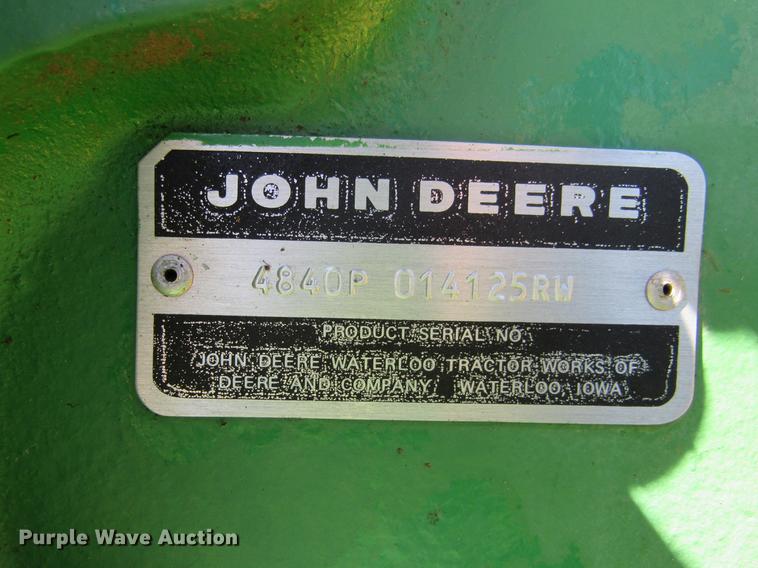 JOHN DEERE
4840P 014125RW
PRODUCT SERIAL NO.
JOHN DEERE WATERLOO TRACTOR WORKS OF
DEERE AND COMPANY, WATERLOO IOWA
Purple Wave Auction